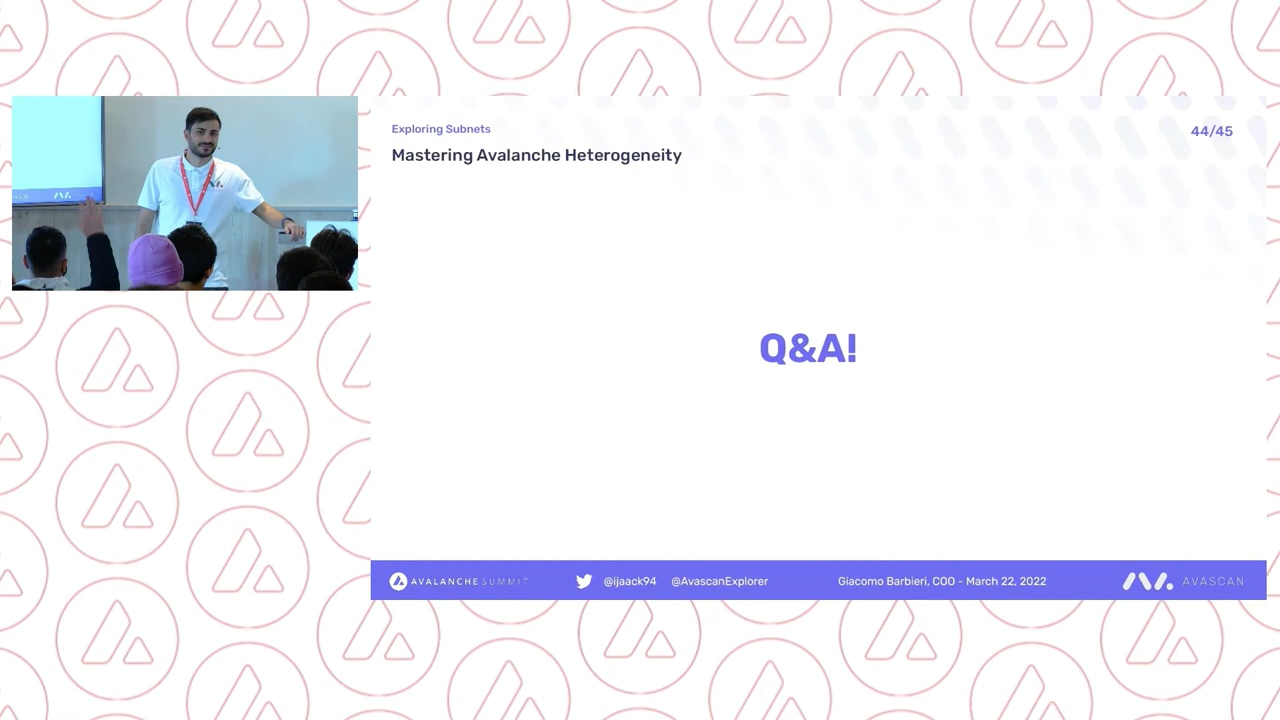 Exploring Subnets
44/45
Mastering Avalanche Heterogeneity
Q&A!
AVALANCHE SUMMIT
@ijaack94
@AvascanExplorer
Giacomo Barbieri, COO - March 22, 2022
AVASCAN